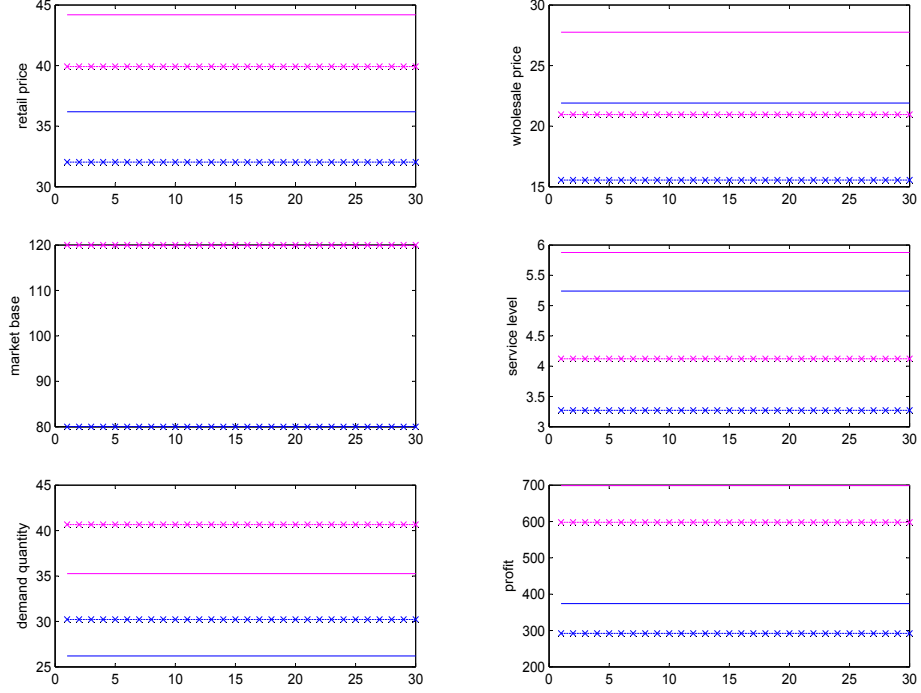 45
40
35
30
retail price
0 5 10 15 20 25 30
30
25
20
15
wholesale price
0 5 10 15 20 25 30
120
110
100
90
80
market base
0 5 10 15 20 25 30
6
5.5
5
4.5
4
3.5
3
service level
0 5 10 15 20 25 30
45
40
35
30
25
demand quantity
0 5 10 15 20 25 30
700
600
500
400
300
200
profit
0 5 10 15 20 25 30